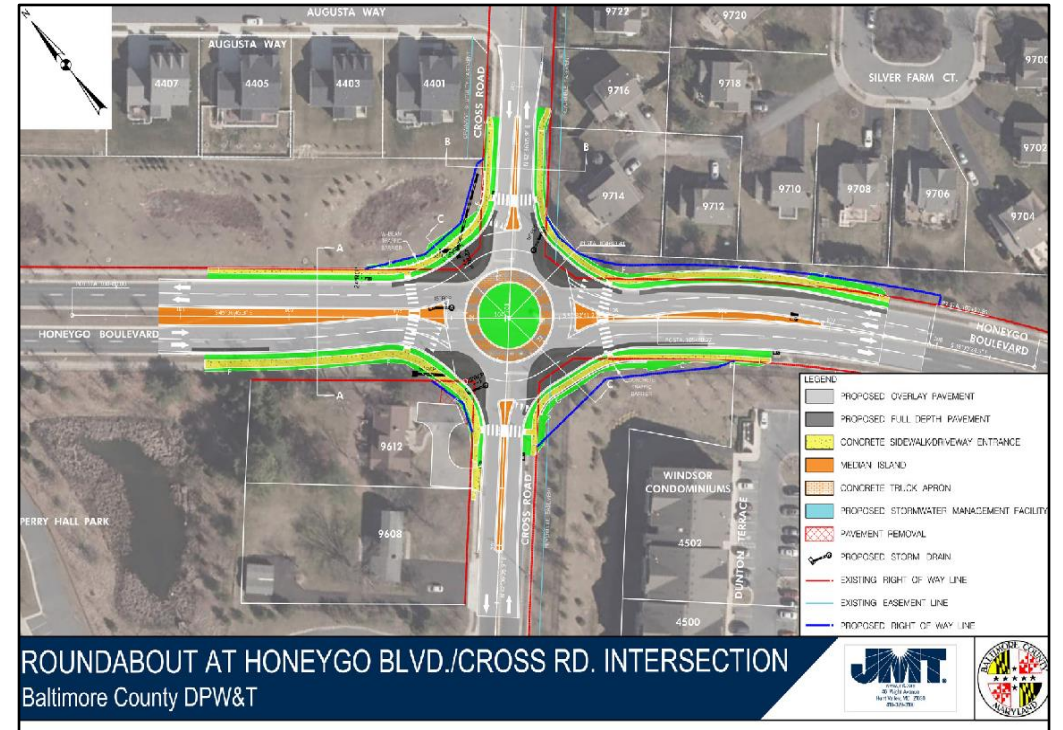 N
AUGUSTA WAY
AUGUSTA WAY
4407
4405
4403
4401
CROSS ROAD
9722
9720
9700
9716
9718
SILVER FARM CT.
9702
9714
9712
9710
9708
9706
9704
B
B
C
A
HONEYGO BOULEVARD
HONEYGO
BOULEVARD
A
C
9612
9608
PERRY HALL PARK
CROSS ROAD
WINDSOR
CONDOMINIUMS
4502
4500
DUNTON TERRACE
LEGEND
PROPOSED OVERLAY PAVEMENT
PROPOSED FULL DEPTH PAVEMENT
CONCRETE SIDEWALK/DRIVEWAY ENTRANCE
MEDIAN ISLAND
CONCRETE TRUCK APRON
PROPOSED STORMWATER MANAGEMENT FACILITY
PAVEMENT REMOVAL
PROPOSED STORM DRAIN
EXISTING RIGHT OF WAY LINE
EXISTING EASEMENT LINE
PROPOSED RIGHT OF WAY LINE
ROUNDABOUT AT HONEYGO BLVD./CROSS RD. INTERSECTION
Baltimore County DPW&T
JMT.
BALTIMORE COUNTY
MARYLAND